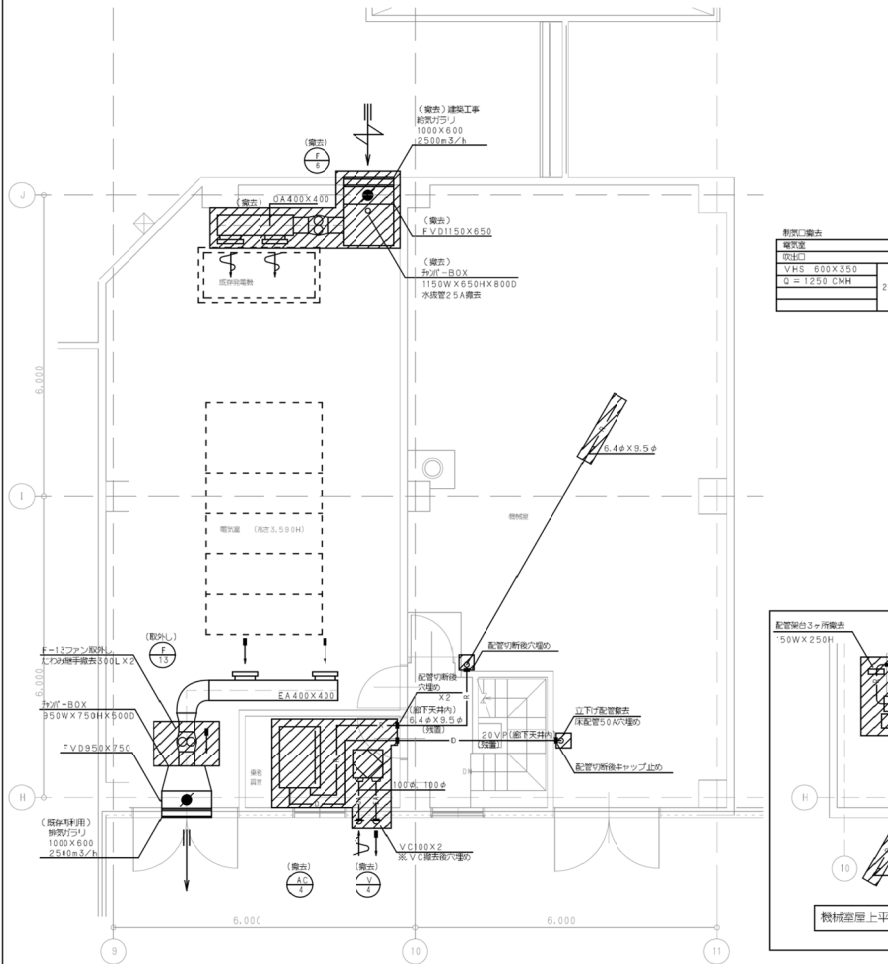 (撤去)建築工事
給気ガラリ
1000X600
2500m3/h
(撤去)
F
6
J
(撤去)
OA400X400
(撤去)
FVD1150X650
制気口撤去
電気室
吹出口
VHS 600X350
Q = 1250 CMH
2
(撤去)
チャンバーBOX
1150W X650HX800D
水抜管25A撤去
既存発電機
6.000
6.4φX9.5φ
I
電気室 (吊古3.590H)
機械室
配管架台3ヶ所撤去
150WX250H
(取外し)
F
13
F-13ファン取外し
たわみ継手撤去300LX2
配管切断後穴埋め
6.000
EA400X400
配管切断後
穴埋め
X2
チャンバーBOX
950WX750HX500D
(廊下天井内)
6.4φX9.5φ
(残置)
R
立下げ配管撤去
床配管50A穴埋め
FVD950X750
20VP(廊下天井内)
(残置)
D
DN
配管切断後キャップ止め
100φ 100φ
H
H
(既存再利用)
排気ガラリ
1000X600
2500m3/h
VC100X2
※VC撤去後穴埋め
(撤去)
AC
4
(撤去)
V
4
10
機械室屋上平
6.000
6.000
9
10
11